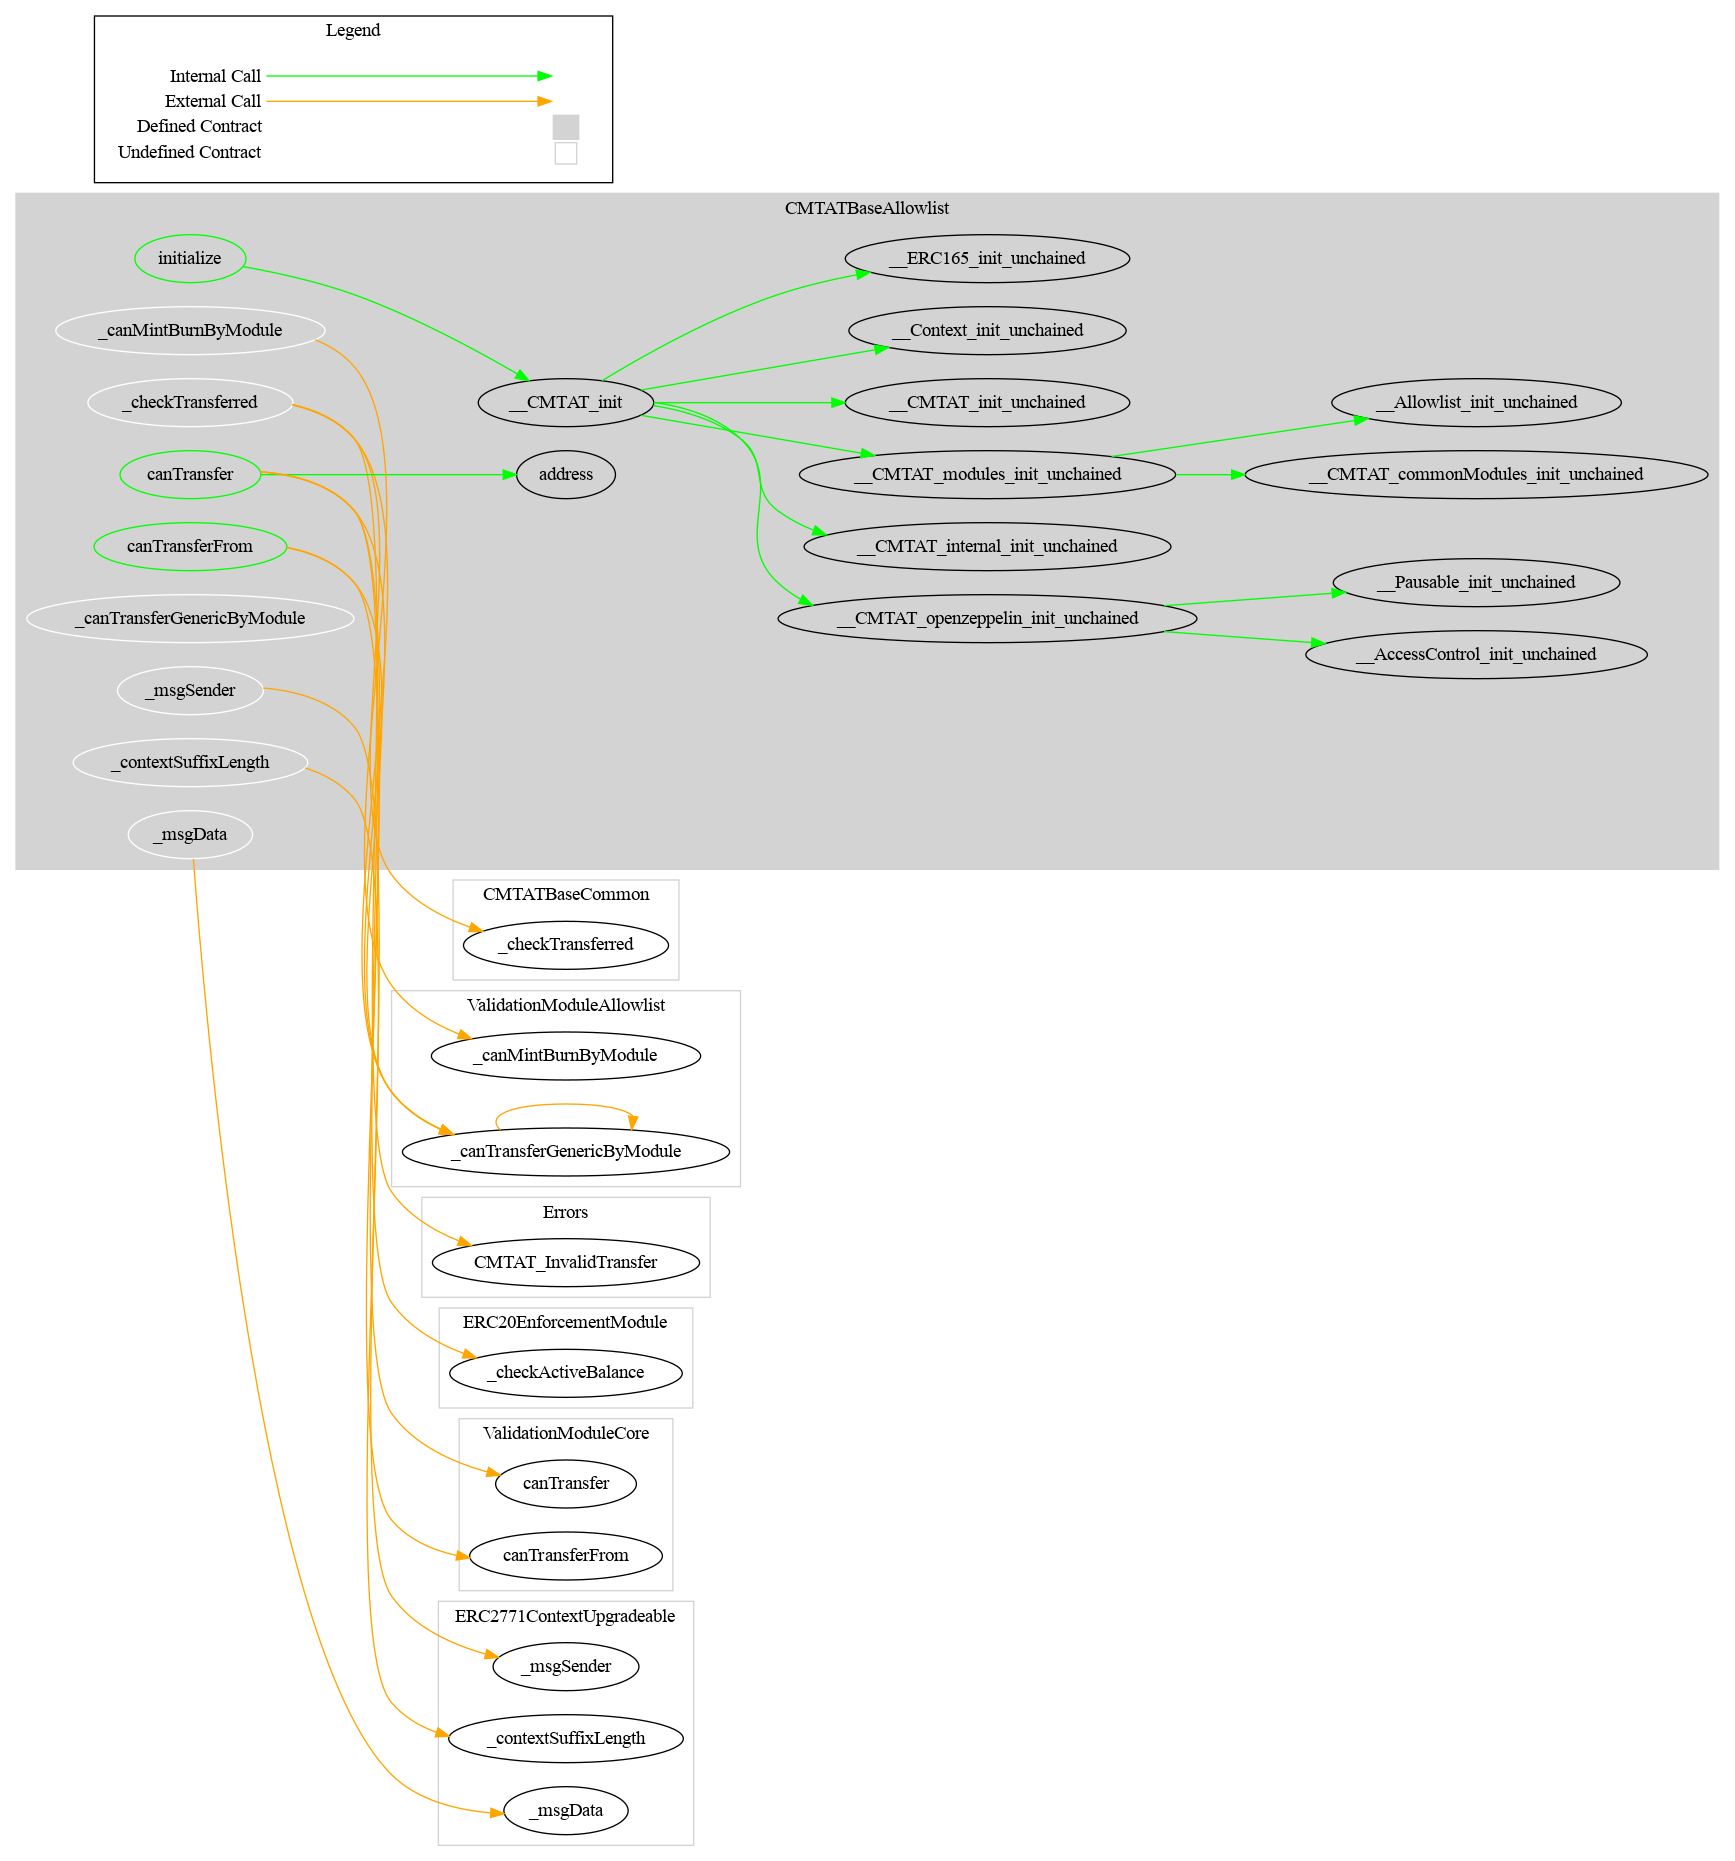 Legend
Internal Call
External Call
Defined Contract
Undefined Contract
CMTATBaseAllowlist
initialize
_canMintBurnByModule
_checkTransferred
canTransfer
canTransferFrom
_canTransferGenericByModule
_msgSender
_contextSuffixLength
_msgData
__CMTAT_init
address
__ERC165_init_unchained
__Context_init_unchained
__CMTAT_init_unchained
__CMTAT_modules_init_unchained
__CMTAT_internal_init_unchained
__CMTAT_openzeppelin_init_unchained
__Allowlist_init_unchained
__CMTAT_commonModules_init_unchained
__Pausable_init_unchained
__AccessControl_init_unchained
CMTATBaseCommon
_checkTransferred
ValidationModuleAllowlist
_canMintBurnByModule
_canTransferGenericByModule
Errors
CMTAT_InvalidTransfer
ERC20EnforcementModule
_checkActiveBalance
ValidationModuleCore
canTransfer
canTransferFrom
ERC2771ContextUpgradeable
_msgSender
_contextSuffixLength
_msgData